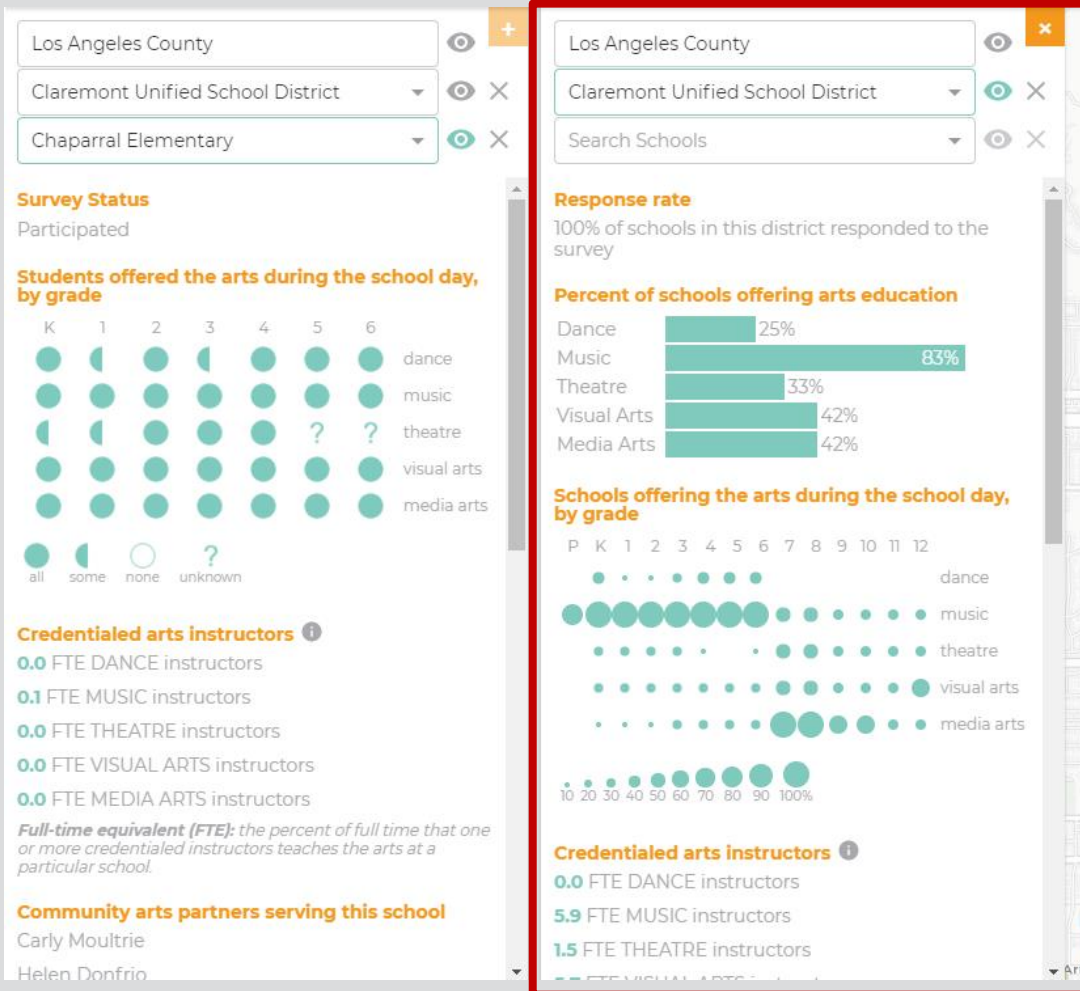 Los Angeles County
Claremont Unified School District
Chaparral Elementary
Survey Status
Participated
Students offered the arts during the school day,
by grade
K 1 2 3 4 5 6
dance
music
? ? theatre
visual arts
media arts
?
all some none unknown
Credentialed arts instructors i
0.0 FTE DANCE instructors
0.1 FTE MUSIC instructors
0.0 FTE THEATRE instructors
0.0 FTE VISUAL ARTS instructors
0.0 FTE MEDIA ARTS instructors
Full-time equivalent (FTE): the percent of full time that one
or more credentialed instructors teaches the arts at a
particular school.
Community arts partners serving this school
Carly Moultrie
Helen Donfrio
Los Angeles County
Claremont Unified School District
Search Schools
Response rate
100% of schools in this district responded to the
survey
Percent of schools offering arts education
Dance 25%
Music 83%
Theatre 33%
Visual Arts 42%
Media Arts 42%
Schools offering the arts during the school day,
by grade
P K 1 2 3 4 5 6 7 8 9 10 11 12
dance
music
theatre
visual arts
media arts
10 20 30 40 50 60 70 80 90 100%
Credentialed arts instructors i
0.0 FTE DANCE instructors
5.9 FTE MUSIC instructors
1.5 FTE THEATRE instructors